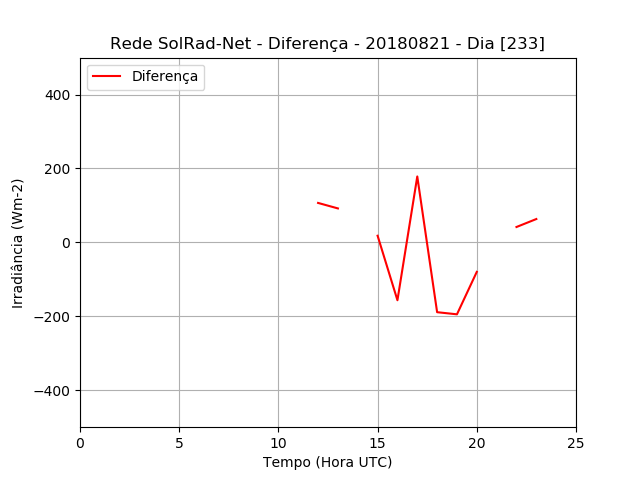 Rede SolRad-Net - Diferença - 20180821 - Dia [233]
Diferença
400
200
0
−200
−400
Irradiância (Wm-2)
0 5 10 15 20 25
Tempo (Hora UTC)